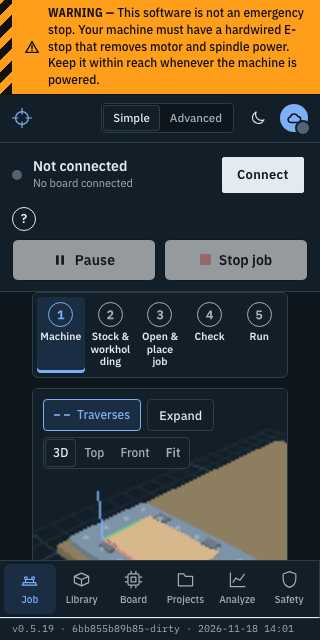 WARNING — This software is not an emergency
stop. Your machine must have a hardwired E-
stop that removes motor and spindle power.
Keep it within reach whenever the machine is
powered.
Simple
Advanced
Not connected
No board connected
Connect
?
Pause
Stop job
1
2
3
4
5
Machine
Stock &
workhol
ding
Open &
place
job
Check
Run
Traverses
Expand
3D
Top
Front
Fit
Job
Library
Board
Projects
Analyze
Safety
v0.5.19 · 6bb855b89b85-dirty · 2026-11-18 14:01